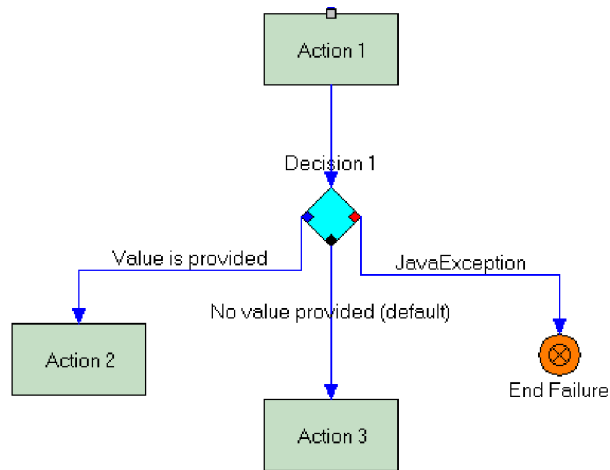 Action 1
Decision 1
Value is provided
JavaException
No value provided (default)
Action 2
End Failure
Action 3